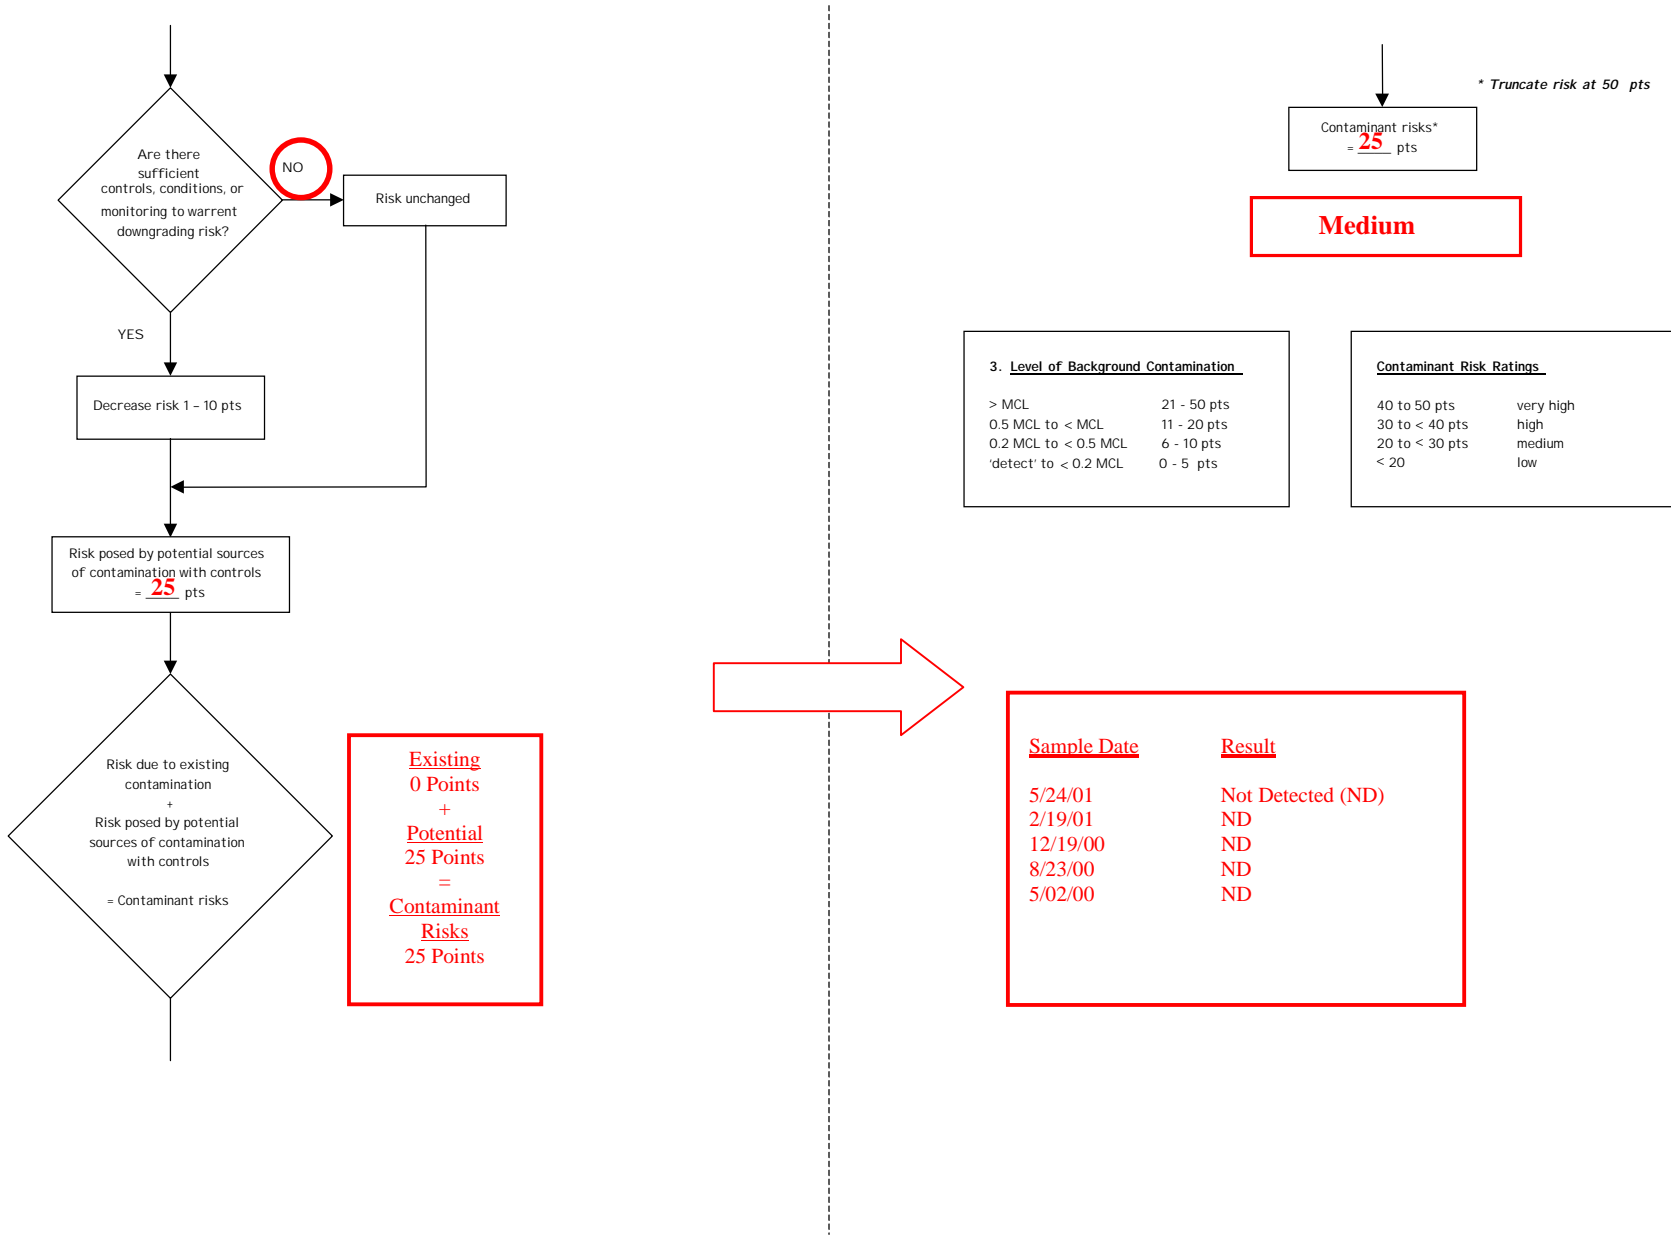 Are there
sufficient
controls, conditions, or
monitoring to warrent
downgrading risk?
NO
Risk unchanged
YES
Decrease risk 1 – 10 pts
Risk posed by potential sources
of contamination with controls
= 25 pts
Risk due to existing
contamination
+
Risk posed by potential
sources of contamination
with controls
= Contaminant risks
Existing
0 Points
+
Potential
25 Points
=
Contaminant
Risks
25 Points
* Truncate risk at 50 pts
Contaminant risks*
= 25 pts
Medium
3. Level of Background Contamination
> MCL 21 - 50 pts
0.5 MCL to < MCL 11 - 20 pts
0.2 MCL to < 0.5 MCL 6 - 10 pts
'detect' to < 0.2 MCL 0 - 5 pts
Contaminant Risk Ratings
40 to 50 pts very high
30 to < 40 pts high
20 to < 30 pts medium
< 20 low
Sample Date Result
5/24/01 Not Detected (ND)
2/19/01 ND
12/19/00 ND
8/23/00 ND
5/02/00 ND